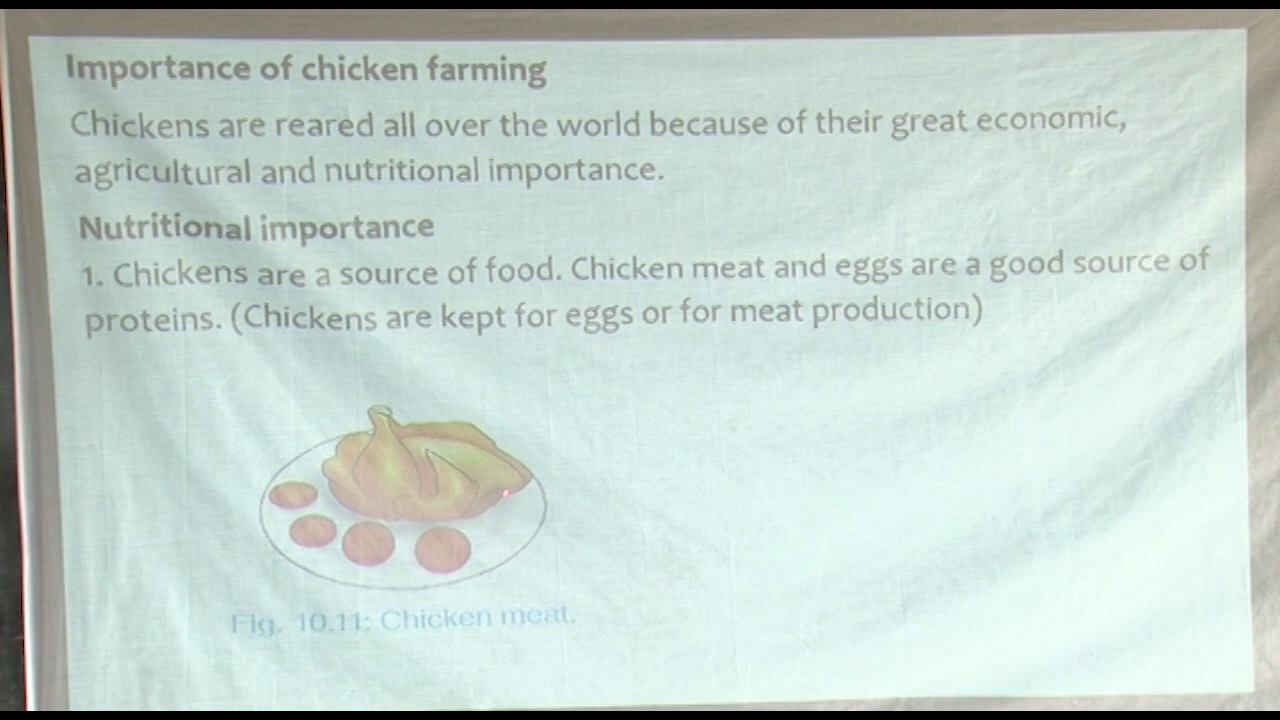 Importance of chicken farming
Chickens are reared all over the world because of their great economic,
agricultural and nutritional importance.
Nutritional importance
1. Chickens are a source of food. Chicken meat and eggs are a good source of
proteins. (Chickens are kept for eggs or for meat production)
Fig. 10.11: Chicken meat.